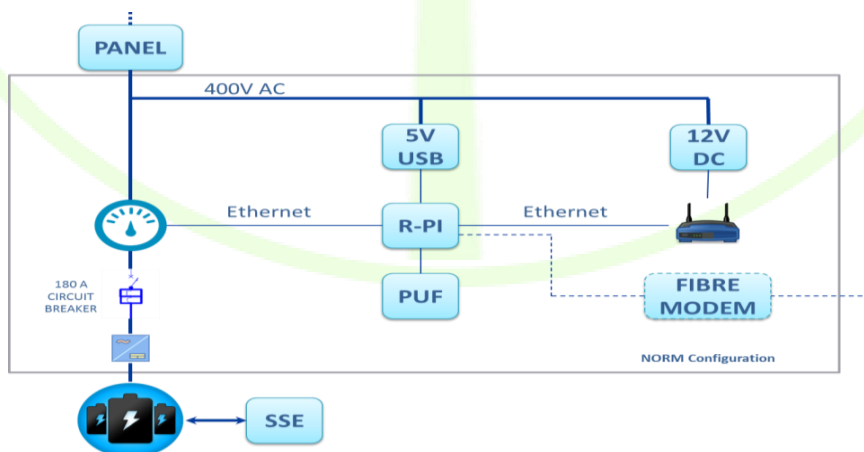 PANEL
400V AC
5V
USB
12V
DC
Ethernet
R-PI
Ethernet
180 A
CIRCUIT
BREAKER
PUF
FIBRE
MODEM
NORM Configuration
SSE